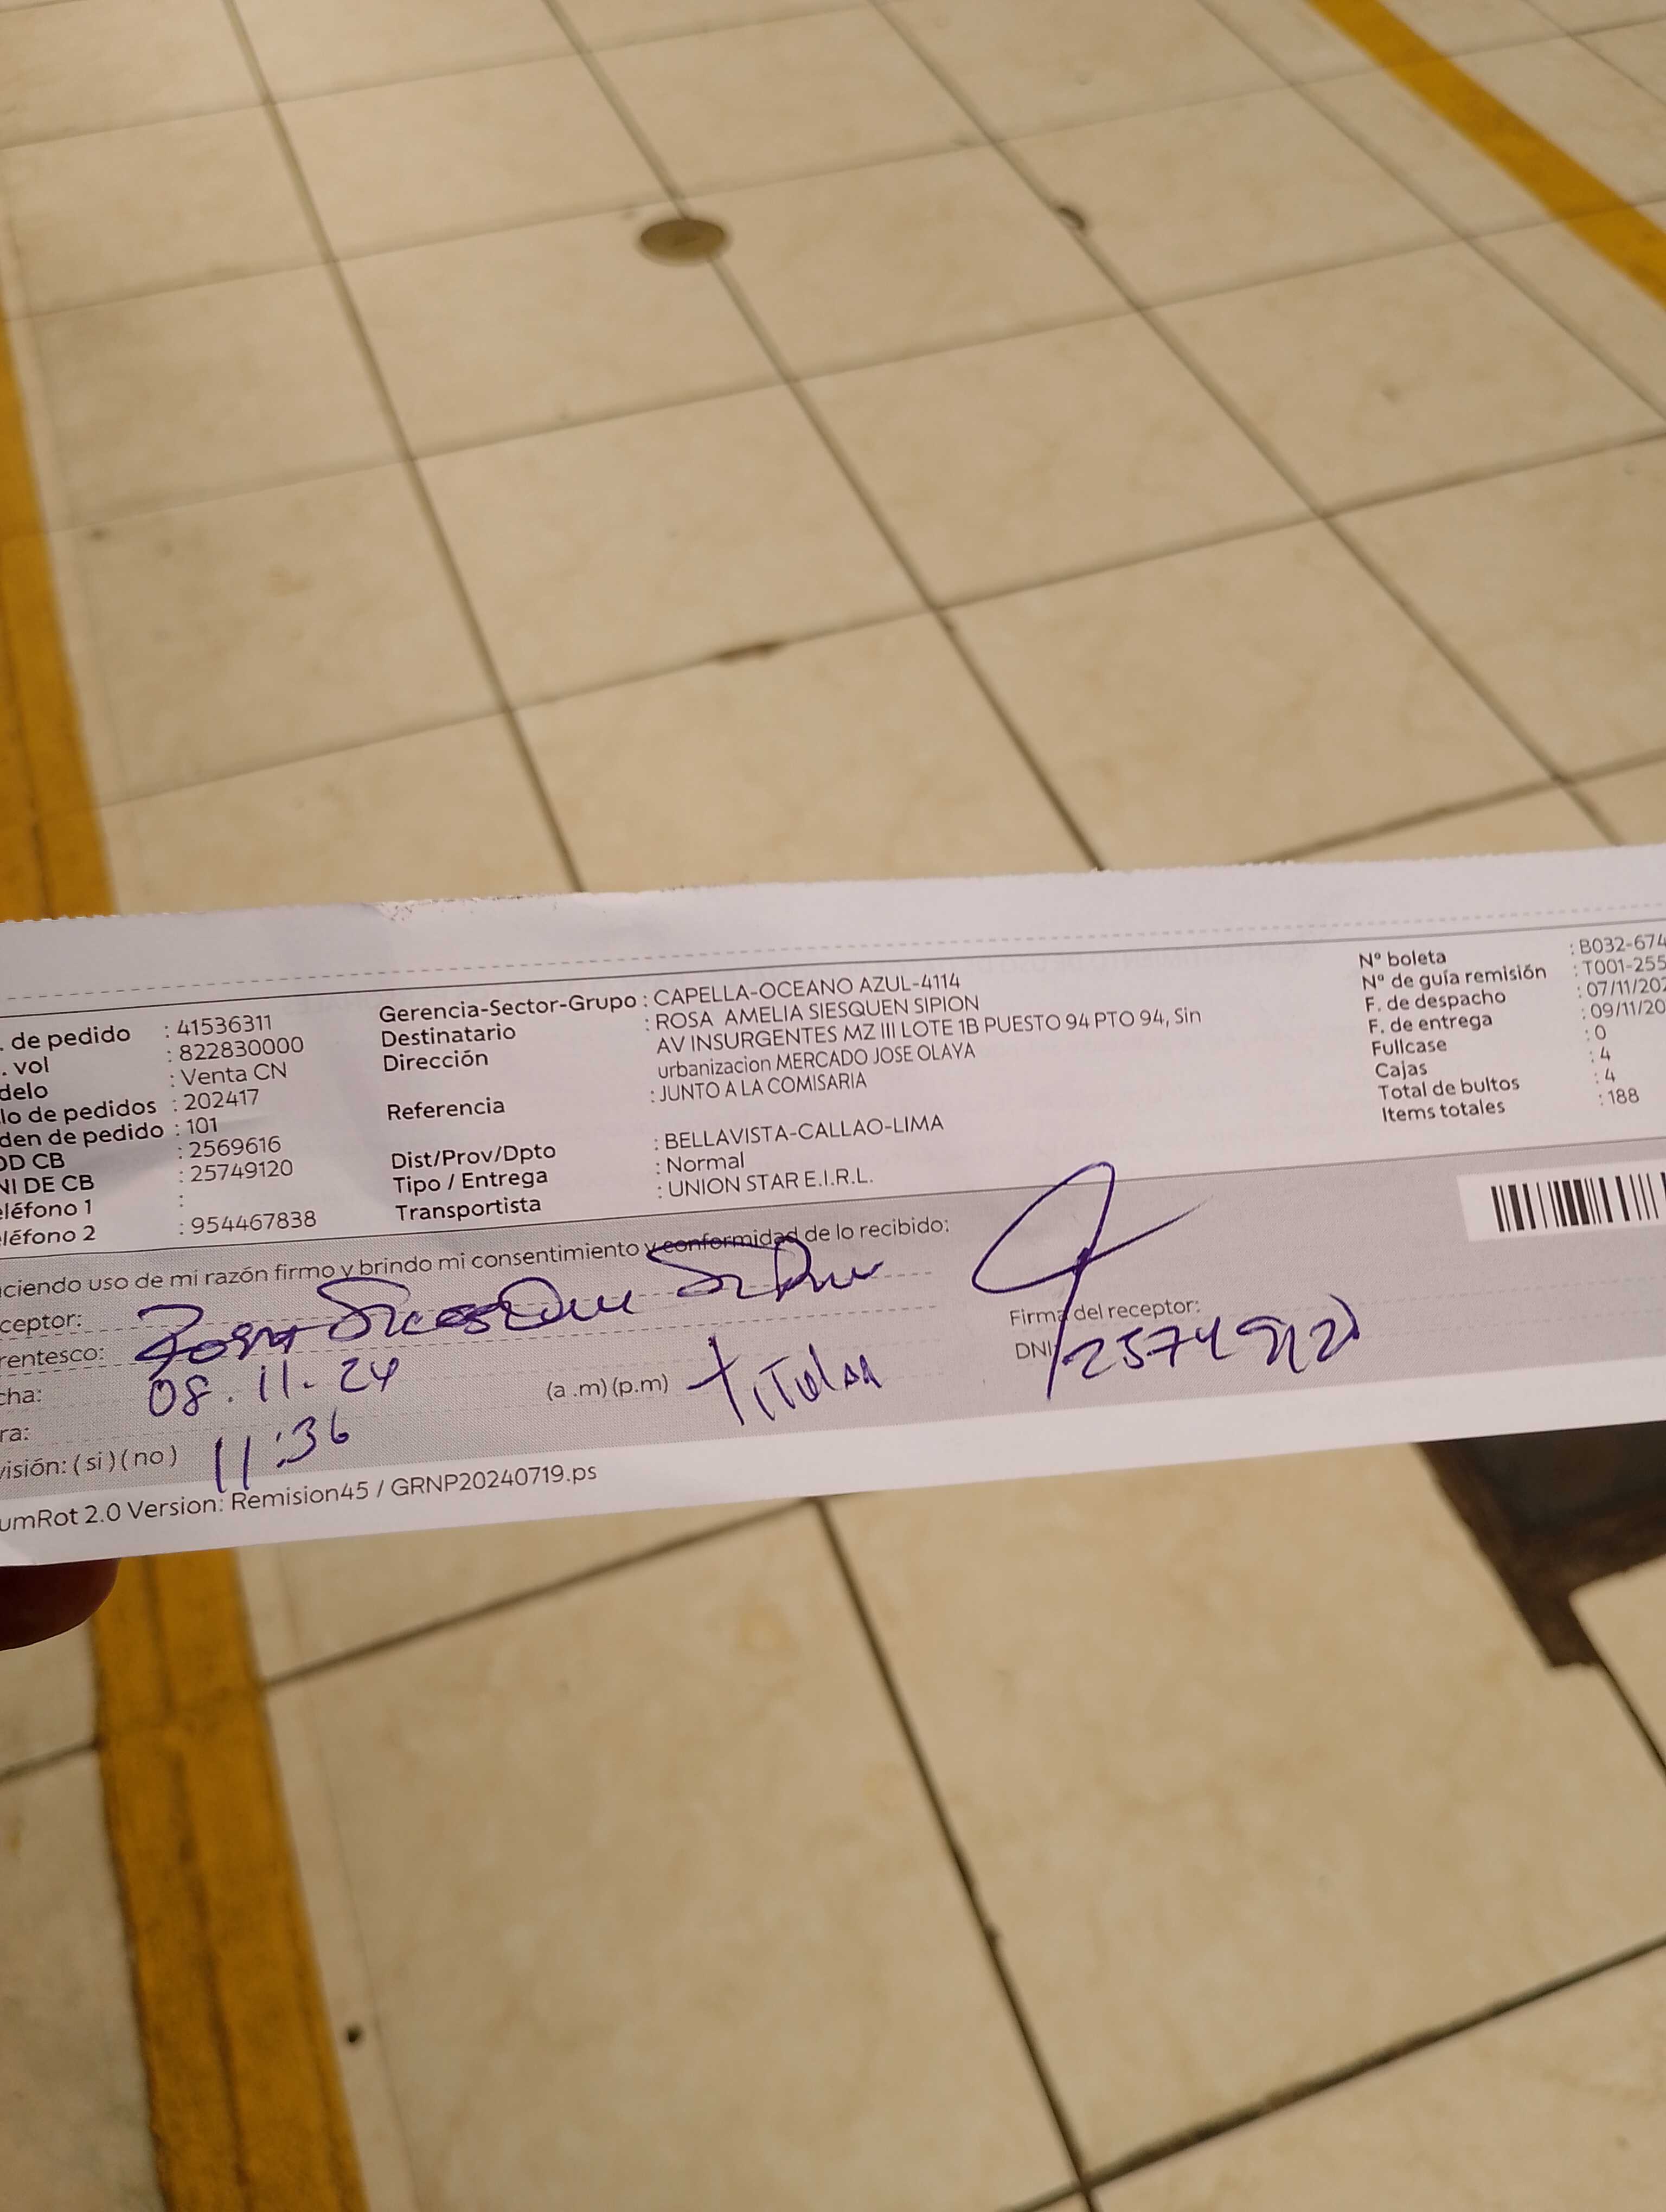 . de pedido : 41536311
. vol : 822830000
delo : Venta CN
lo de pedidos : 202417
den de pedido : 101
OD CB : 2569616
NI DE CB : 25749120
eléfono 1 :
léfono 2 : 954467838
Gerencia-Sector-Grupo : CAPELLA-OCEANO AZUL-4114
Destinatario : ROSA AMELIA SIESQUEN SIPION
Dirección AV INSURGENTES MZ III LOTE 1B PUESTO 94 PTO 94, Sin
urbanizacion MERCADO JOSE OLAYA
Referencia : JUNTO A LA COMISARIA
Dist/Prov/Dpto : BELLAVISTA-CALLAO-LIMA
Tipo / Entrega : Normal
Transportista : UNION STAR E.I.R.L.
Nº boleta : B032-674
Nº de guía remisión : T001-255
F. de despacho : 07/11/202
F. de entrega : 09/11/20
Fullcase : 0
Cajas : 4
Total de bultos : 4
Items totales : 188
ciendo uso de mi razón firmo y brindo mi consentimiento y conformidad de lo recibido:
ceptor: Rosa Siesquen Sipion
rentesco:
cha: 08.11.24
(a .m) (p.m) Titular
ra: 11:36
visión: ( si ) ( no )
Firma del receptor:
DNI 25749120
umRot 2.0 Version: Remision45 / GRNP20240719.ps